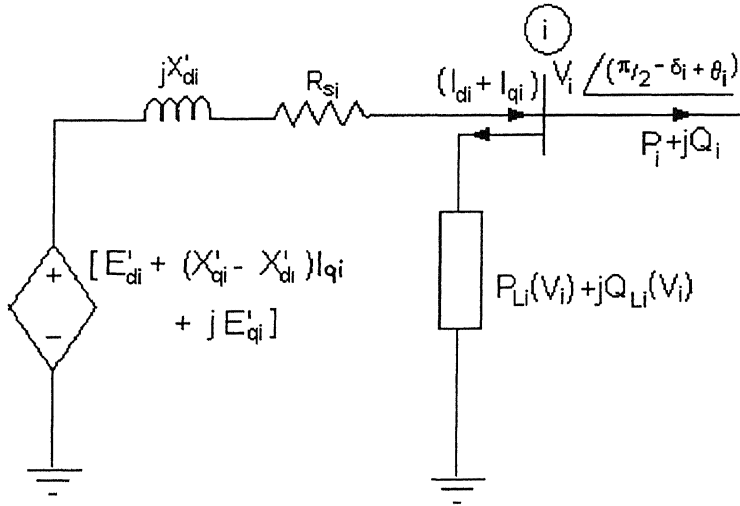 i
jX'di
Rsi
(Idi + Iqi)
Vi
/(π/2 - δi + θi)
Pi+jQi
[E'di + (X'qi - X'di)Iqi
+ jE'qi]
+
−
PLi(Vi)+jQLi(Vi)